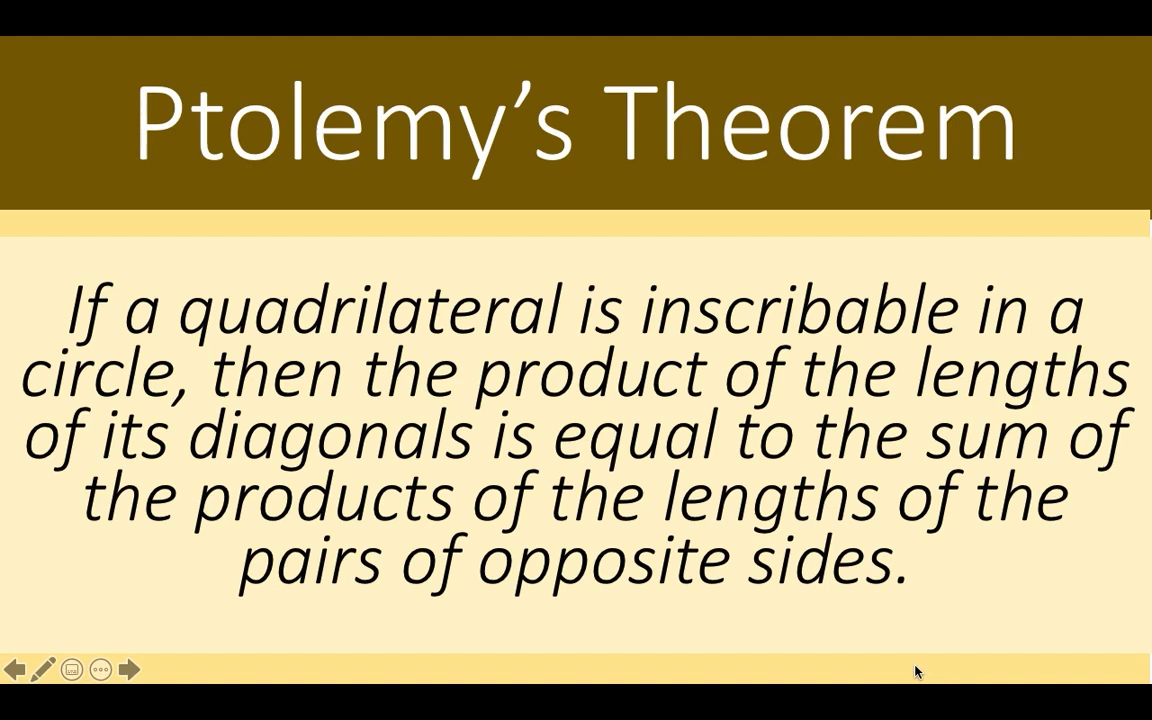 Ptolemy’s Theorem
If a quadrilateral is inscribable in a
circle, then the product of the lengths
of its diagonals is equal to the sum of
the products of the lengths of the
pairs of opposite sides.